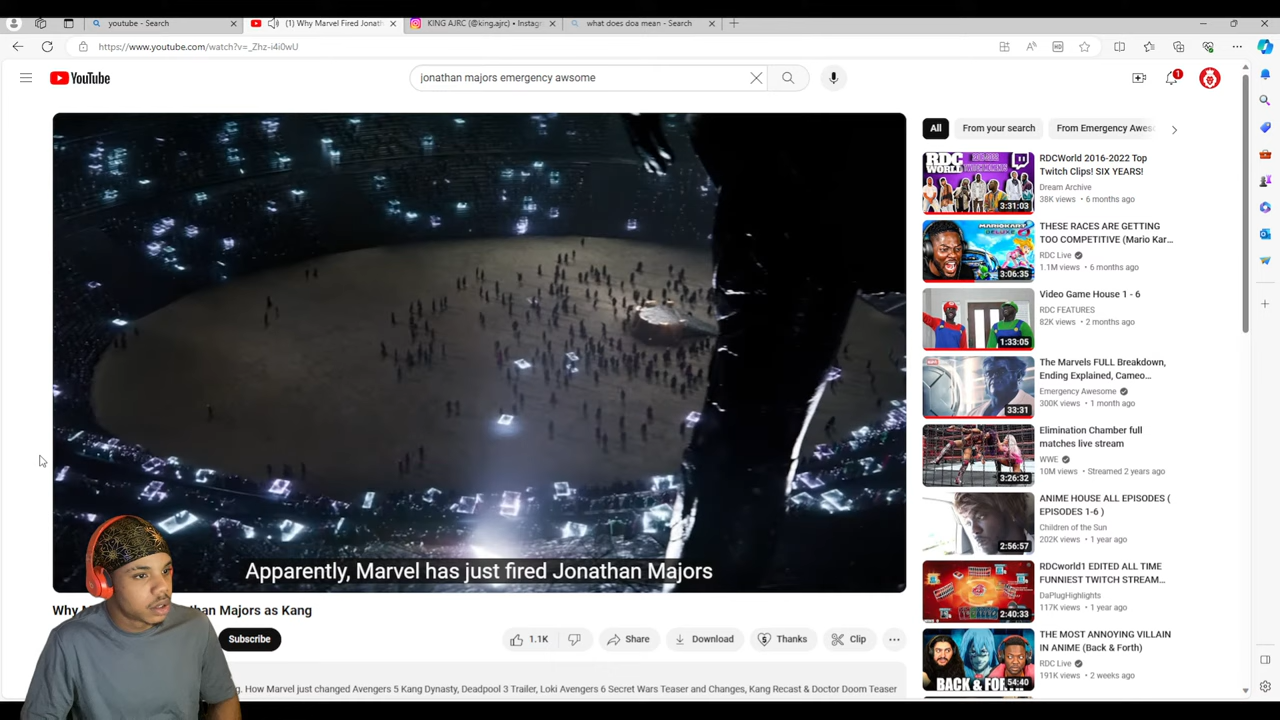 youtube - Search
(1) Why Marvel Fired Jonath
KING AJRC (@king.ajrc) • Instag
what does doa mean - Search
https://www.youtube.com/watch?v=_Zhz-i4i0wU
YouTube
jonathan majors emergency awsome
1
Apparently, Marvel has just fired Jonathan Majors
Why
than Majors as Kang
Subscribe
1.1K
Share
Download
Thanks
Clip
How Marvel just changed Avengers 5 Kang Dynasty, Deadpool 3 Trailer, Loki Avengers 6 Secret Wars Teaser and Changes, Kang Recast & Doctor Doom Teaser
All
From your search
From Emergency Awes
RDC WORLD
3:31:03
RDCWorld 2016-2022 Top
Twitch Clips! SIX YEARS!
Dream Archive
38K views • 6 months ago
3:06:35
THESE RACES ARE GETTING
TOO COMPETITIVE (Mario Kar...
RDC Live
1.1M views • 6 months ago
1:33:05
Video Game House 1 - 6
RDC FEATURES
82K views • 2 months ago
33:31
The Marvels FULL Breakdown,
Ending Explained, Cameo...
Emergency Awesome
300K views • 1 month ago
3:26:32
Elimination Chamber full
matches live stream
WWE
10M views • Streamed 2 years ago
2:56:57
ANIME HOUSE ALL EPISODES (
EPISODES 1-6 )
Children of the Sun
202K views • 1 year ago
2:40:33
RDCworld1 EDITED ALL TIME
FUNNIEST TWITCH STREAM...
DaPlugHighlights
117K views • 1 year ago
BACK & FO
54:40
THE MOST ANNOYING VILLAIN
IN ANIME (Back & Forth)
RDC Live
191K views • 2 weeks ago